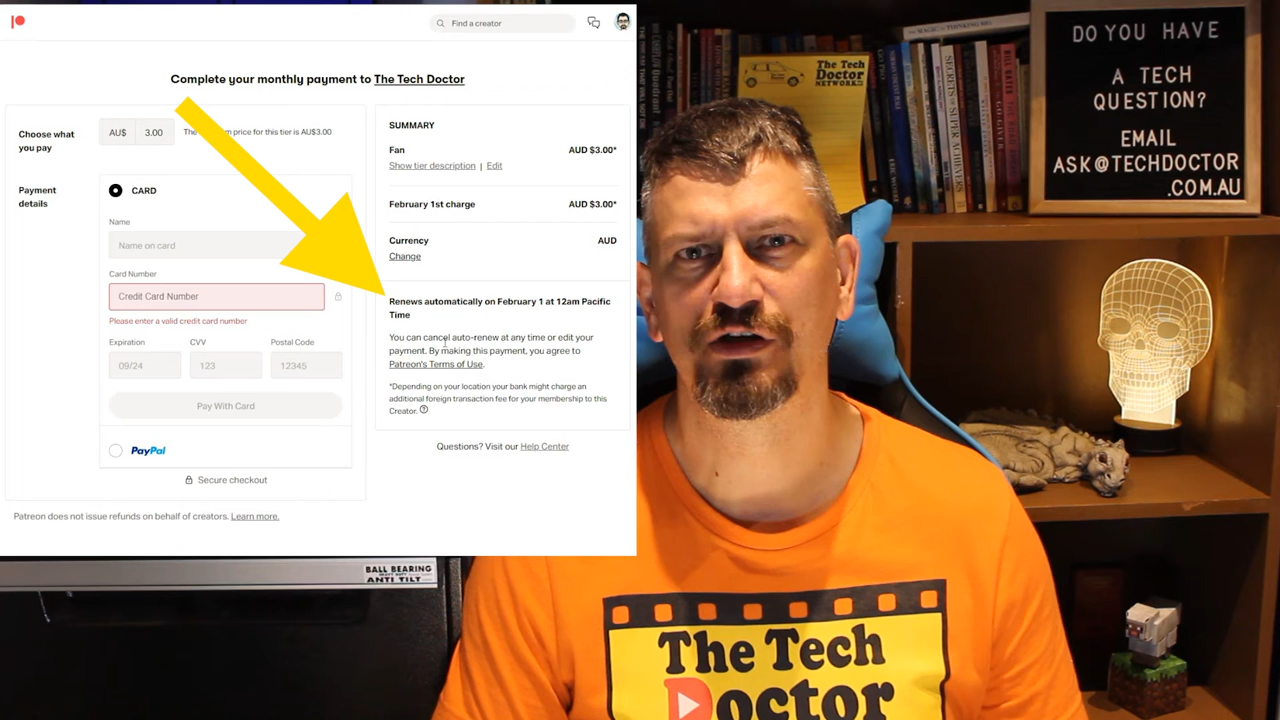 Find a creator
Complete your monthly payment to The Tech Doctor
Choose what
you pay
AU$ 3.00
price for this tier is AU$3.00
Payment
details
CARD
Name
Name on card
Card Number
Credit Card Number
Please enter a valid credit card number
Expiration CVV Postal Code
09/24 123 12345
Pay With Card
PayPal
Secure checkout
Patreon does not issue refunds on behalf of creators. Learn more.
SUMMARY
Fan AUD $3.00*
Show tier description | Edit
February 1st charge AUD $3.00*
Currency AUD
Change
Renews automatically on February 1 at 12am Pacific
Time
You can cancel auto-renew at any time or edit your
payment. By making this payment, you agree to
Patreon's Terms of Use.
*Depending on your location your bank might charge an
additional foreign transaction fee for your membership to this
Creator.
Questions? Visit our Help Center
The Tech
Doctor
NETWORK
DO YOU HAVE
A TECH
QUESTION?
EMAIL
ASK@TECHDOCTOR
.COM.AU
BALL BEARING
ANTI TILT
The Tech
Doctor